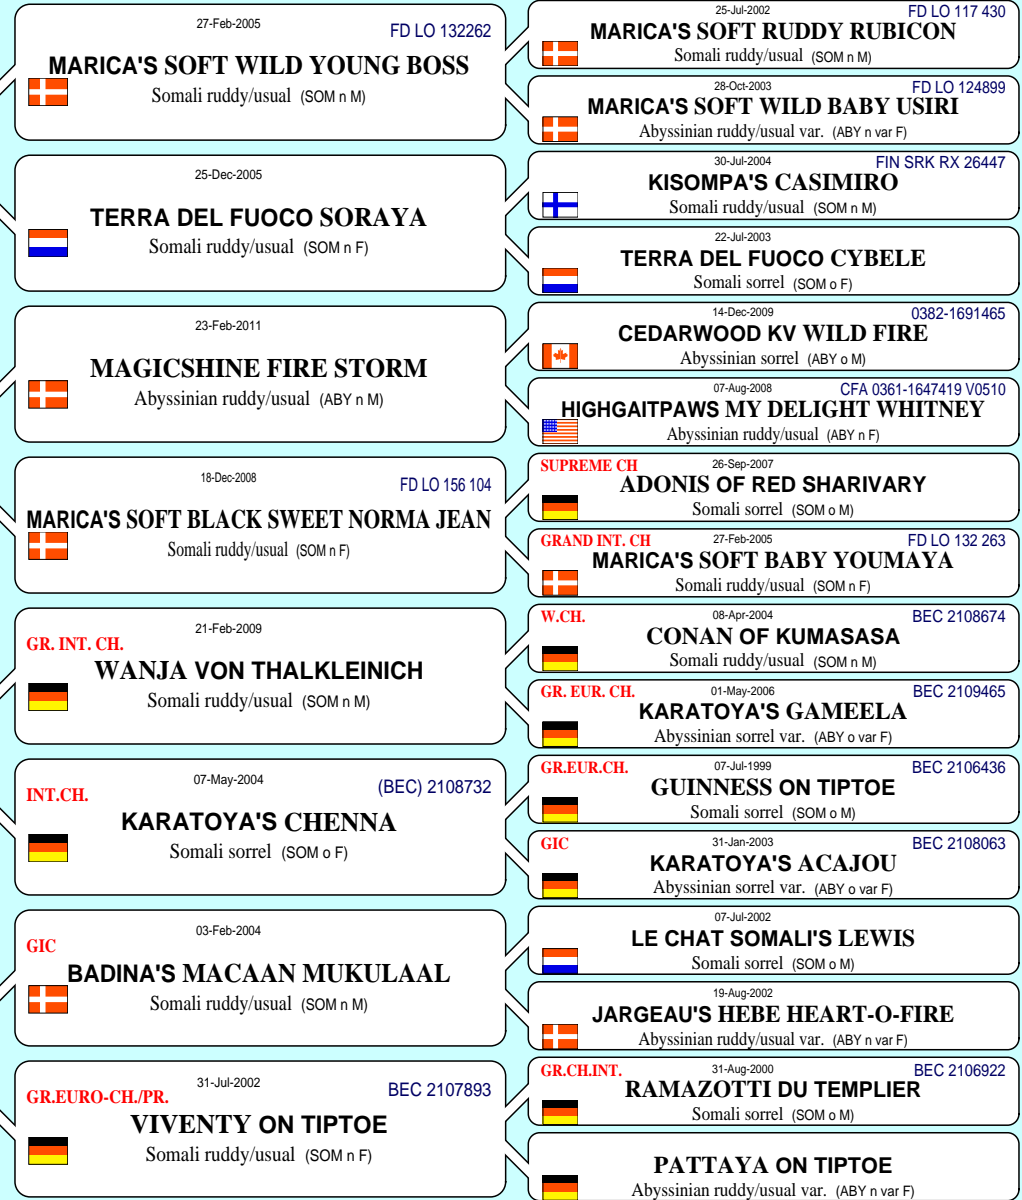 27-Feb-2005 FD LO 132262
MARICA'S SOFT WILD YOUNG BOSS
Somali ruddy/usual (SOM n M)
25-Dec-2005
TERRA DEL FUOCO SORAYA
Somali ruddy/usual (SOM n F)
23-Feb-2011
MAGICSHINE FIRE STORM
Abyssinian ruddy/usual (ABY n M)
18-Dec-2008 FD LO 156 104
MARICA'S SOFT BLACK SWEET NORMA JEAN
Somali ruddy/usual (SOM n F)
21-Feb-2009
GR. INT. CH.
WANJA VON THALKLEINICH
Somali ruddy/usual (SOM n M)
07-May-2004 (BEC) 2108732
INT.CH.
KARATOYA'S CHENNA
Somali sorrel (SOM o F)
03-Feb-2004
GIC
BADINA'S MACAAN MUKULAAL
Somali ruddy/usual (SOM n M)
31-Jul-2002 BEC 2107893
GR.EURO-CH./PR.
VIVENTY ON TIPTOE
Somali ruddy/usual (SOM n F)
25-Jul-2002 FD LO 117 430
MARICA'S SOFT RUDDY RUBICON
Somali ruddy/usual (SOM n M)
28-Oct-2003 FD LO 124899
MARICA'S SOFT WILD BABY USIRI
Abyssinian ruddy/usual var. (ABY n var F)
30-Jul-2004 FIN SRK RX 26447
KISOMPA'S CASIMIRO
Somali ruddy/usual (SOM n M)
22-Jul-2003
TERRA DEL FUOCO CYBELE
Somali sorrel (SOM o F)
14-Dec-2009 0382-1691465
CEDARWOOD KV WILD FIRE
Abyssinian sorrel (ABY o M)
07-Aug-2008 CFA 0361-1647419 V0510
HIGHGAITPAWS MY DELIGHT WHITNEY
Abyssinian ruddy/usual (ABY n F)
SUPREME CH 26-Sep-2007
ADONIS OF RED SHARIVARY
Somali sorrel (SOM o M)
GRAND INT. CH 27-Feb-2005 FD LO 132 263
MARICA'S SOFT BABY YOUMAYA
Somali ruddy/usual (SOM n F)
W.CH. 08-Apr-2004 BEC 2108674
CONAN OF KUMASASA
Somali ruddy/usual (SOM n M)
GR. EUR. CH. 01-May-2006 BEC 2109465
KARATOYA'S GAMEELA
Abyssinian sorrel var. (ABY o var F)
GR.EUR.CH. 07-Jul-1999 BEC 2106436
GUINNESS ON TIPTOE
Somali sorrel (SOM o M)
GIC 31-Jan-2003 BEC 2108063
KARATOYA'S ACAJOU
Abyssinian sorrel var. (ABY o var F)
07-Jul-2002
LE CHAT SOMALI'S LEWIS
Somali sorrel (SOM o M)
19-Aug-2002
JARGEAU'S HEBE HEART-O-FIRE
Abyssinian ruddy/usual var. (ABY n var F)
GR.CH.INT. 31-Aug-2000 BEC 2106922
RAMAZOTTI DU TEMPLIER
Somali sorrel (SOM o M)
PATTAYA ON TIPTOE
Abyssinian ruddy/usual var. (ABY n var F)